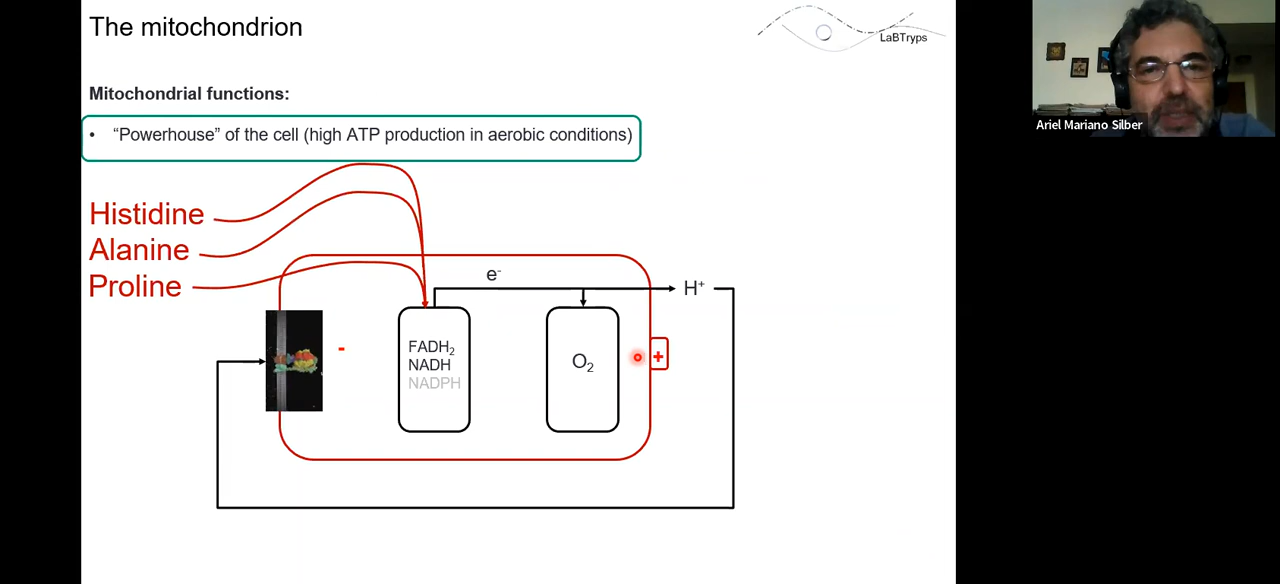 The mitochondrion
LaBTryps
Ariel Mariano Silber
Mitochondrial functions:
• “Powerhouse” of the cell (high ATP production in aerobic conditions)
Histidine
Alanine
Proline
e⁻
H⁺
-
FADH₂
NADH
NADPH
O₂
+